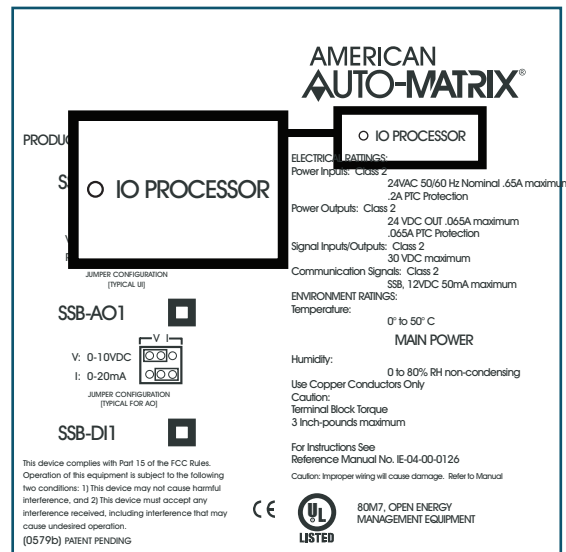 AMERICAN
AUTO-MATRIX®
IO PROCESSOR
IO PROCESSOR
JUMPER CONFIGURATION
(TYPICAL UI)
SSB-AO1
V I
V: 0-10VDC
I: 0-20mA
JUMPER CONFIGURATION
(TYPICAL FOR AO)
SSB-DI1
This device complies with Part 15 of the FCC Rules.
Operation of this equipment is subject to the following
two conditions: 1) This device may not cause harmful
interference, and 2) This device must accept any
interference received, including interference that may
cause undesired operation.
(0579b) PATENT PENDING
ELECTRICAL RATTINGS:
Power Inputs: Class 2
24VAC 50/60 Hz Nominal .65A maximum
.2A PTC Protection
Power Outputs: Class 2
24 VDC OUT .065A maximum
.065A PTC Protection
Signal Inputs/Outputs: Class 2
30 VDC maximum
Communication Signals: Class 2
SSB, 12VDC 50mA maximum
ENVIRONMENT RATINGS:
Temperature:
0° to 50° C
MAIN POWER
Humidity:
0 to 80% RH non-condensing
Use Copper Conductors Only
Caution:
Terminal Block Torque
3 Inch-pounds maximum
For Instructions See
Reference Manual No. IE-04-00-0126
Caution: Improper wiring will cause damage. Refer to Manual
CE
UL
LISTED
80M7, OPEN ENERGY
MANAGEMENT EQUIPMENT